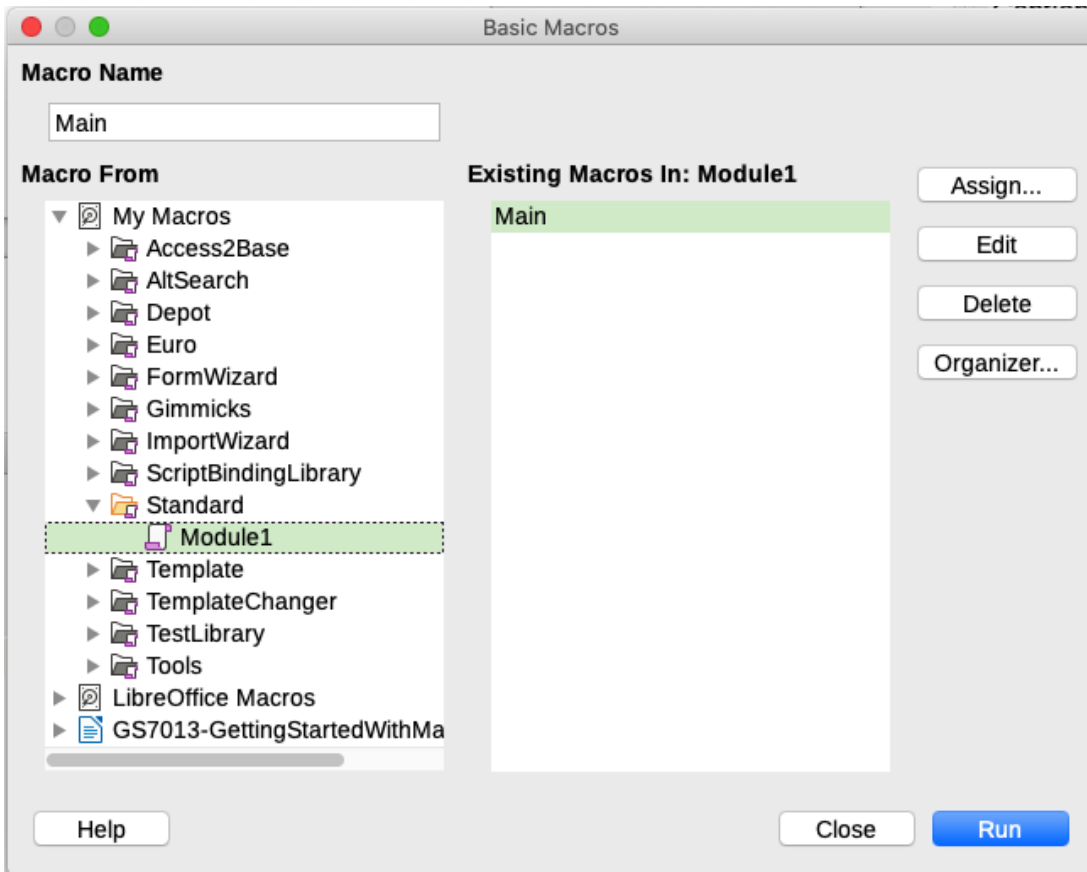 Basic Macros
Macro Name
Main
Macro From
Existing Macros In: Module1
My Macros
Access2Base
AltSearch
Depot
Euro
FormWizard
Gimmicks
ImportWizard
ScriptBindingLibrary
Standard
Module1
Template
TemplateChanger
TestLibrary
Tools
LibreOffice Macros
GS7013-GettingStartedWithMa
Main
Assign...
Edit
Delete
Organizer...
Help
Close
Run